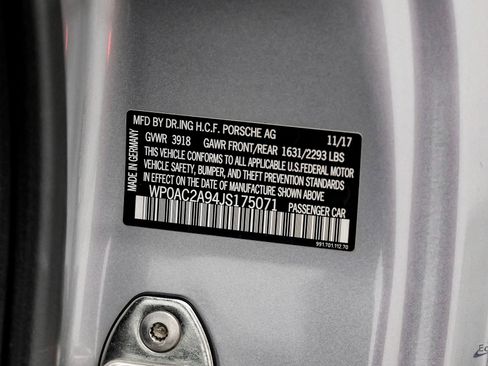 MFD BY DR.ING H.C.F. PORSCHE AG 11/17
GVWR 3918 GAWR FRONT/REAR 1631/2293 LBS
THIS VEHICLE CONFORMS TO ALL APPLICABLE U.S.FEDERAL MOTOR
VEHICLE SAFETY, BUMPER, AND THEFT PREVENTION STANDARDS
IN EFFECT ON THE DATE OF MANUFACTURE SHOWN ABOVE.
WP0AC2A94JS175071 PASSENGER CAR
MADE IN GERMANY
991.701.112.70